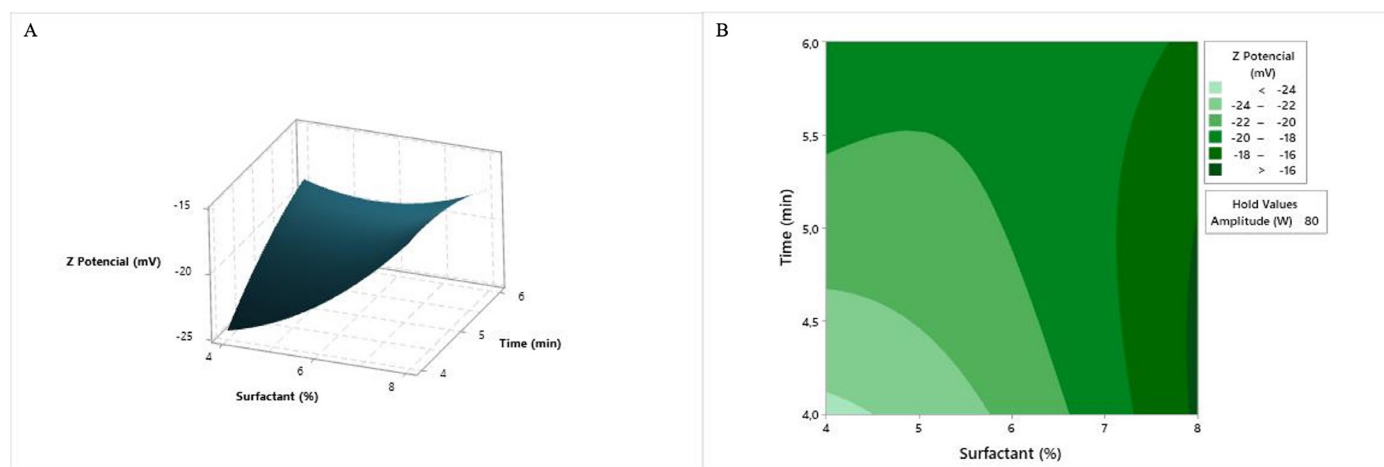 A
-15
Z Potencial (mV)
-20
-25
4
6
8
Surfactant (%)
4
5
6
Time (min)
B
6,0
5,5
5,0
4,5
4,0
Time (min)
4
5
6
7
8
Surfactant (%)
Z Potencial
(mV)
< -24
-24 – -22
-22 – -20
-20 – -18
-18 – -16
> -16
Hold Values
Amplitude (W) 80